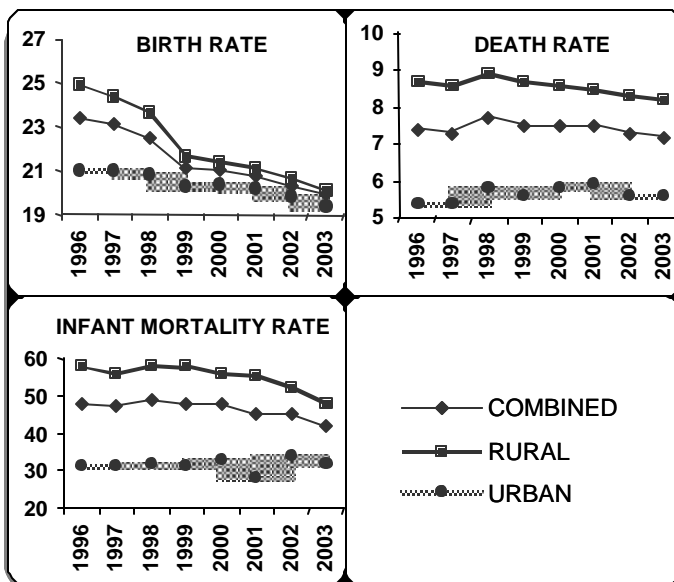 BIRTH RATE
27
25
23
21
19
1996 1997 1998 1999 2000 2001 2002 2003
DEATH RATE
10
9
8
7
6
5
1996 1997 1998 1999 2000 2001 2002 2003
INFANT MORTALITY RATE
60
50
40
30
20
1996 1997 1998 1999 2000 2001 2002 2003
COMBINED
RURAL
URBAN